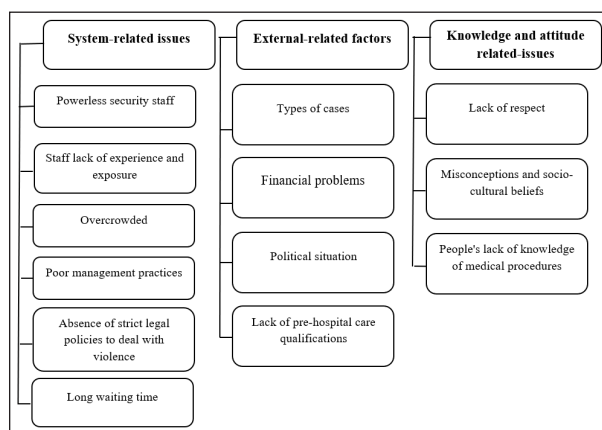 System-related issues
Powerless security staff
Staff lack of experience and
exposure
Overcrowded
Poor management practices
Absence of strict legal
policies to deal with
violence
Long waiting time
External-related factors
Types of cases
Financial problems
Political situation
Lack of pre-hospital care
qualifications
Knowledge and attitude
related-issues
Lack of respect
Misconceptions and socio-
cultural beliefs
People's lack of knowledge
of medical procedures